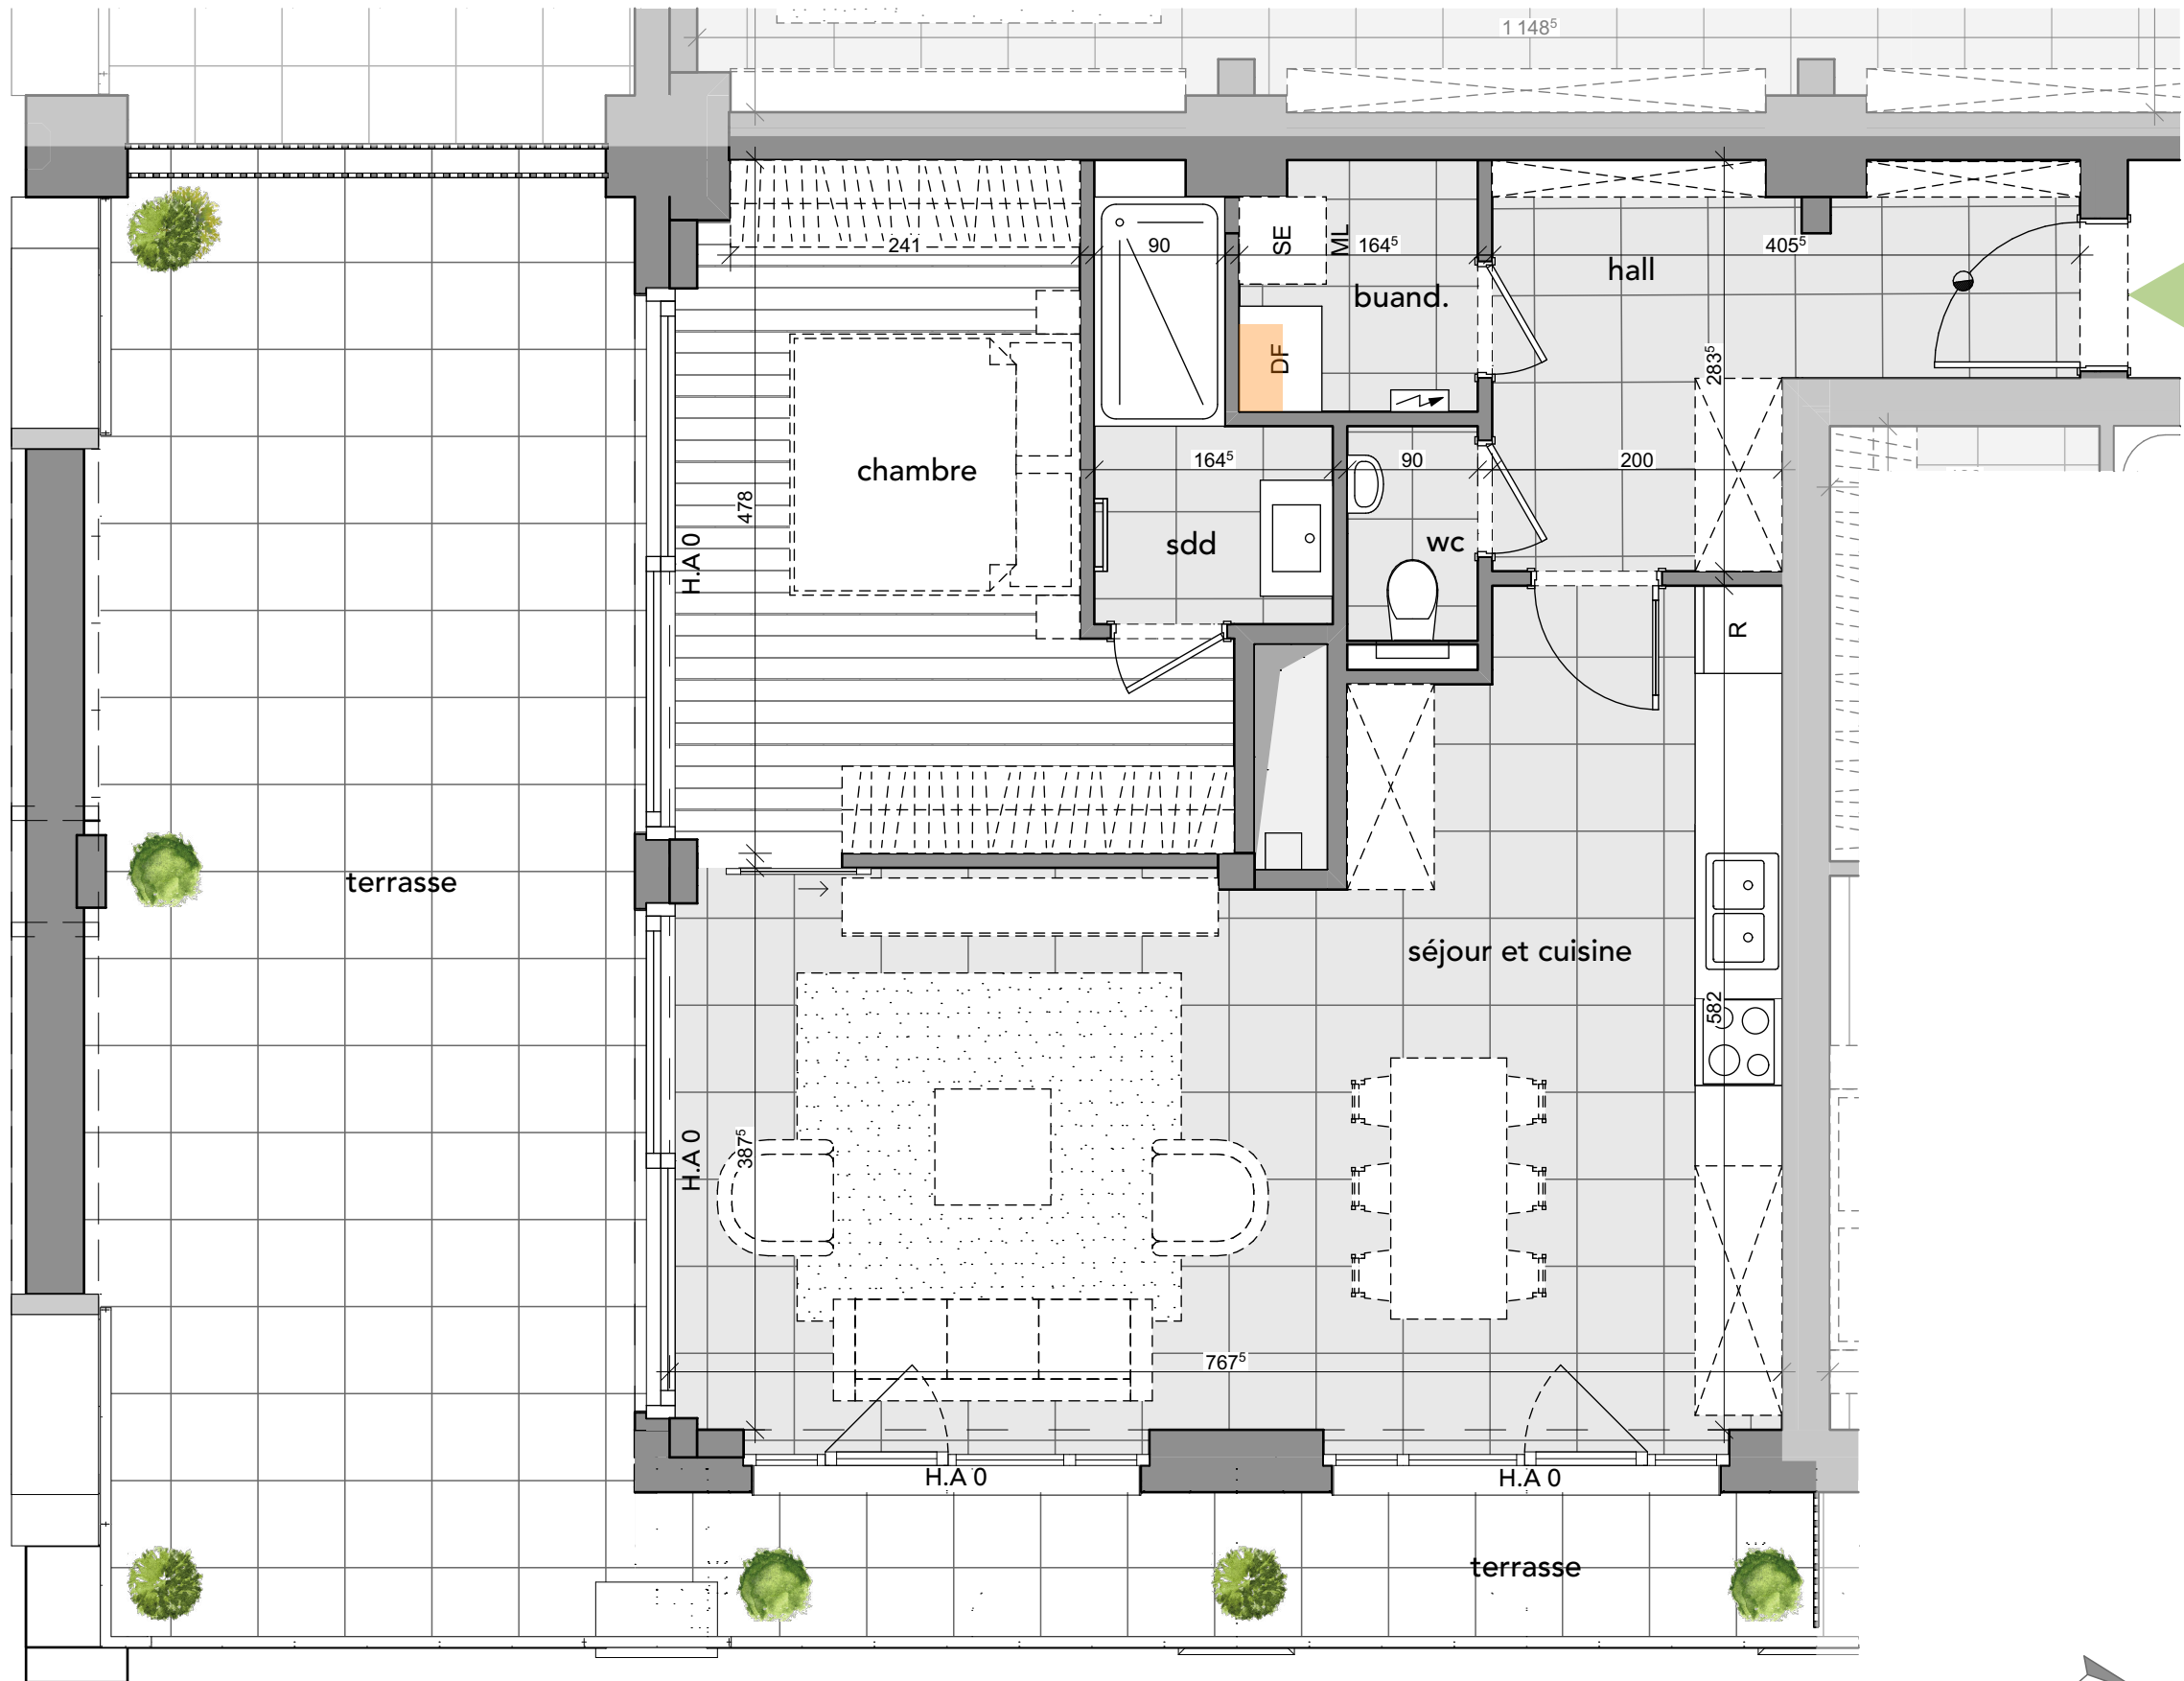 1 148⁵
241
90
SE
ML
164⁵
405⁵
hall
buand.
DF
283⁵
chambre
164⁵
90
200
478
sdd
wc
H.A 0
R
terrasse
séjour et cuisine
582
H.A 0
387⁵
767⁵
H.A 0
H.A 0
terrasse